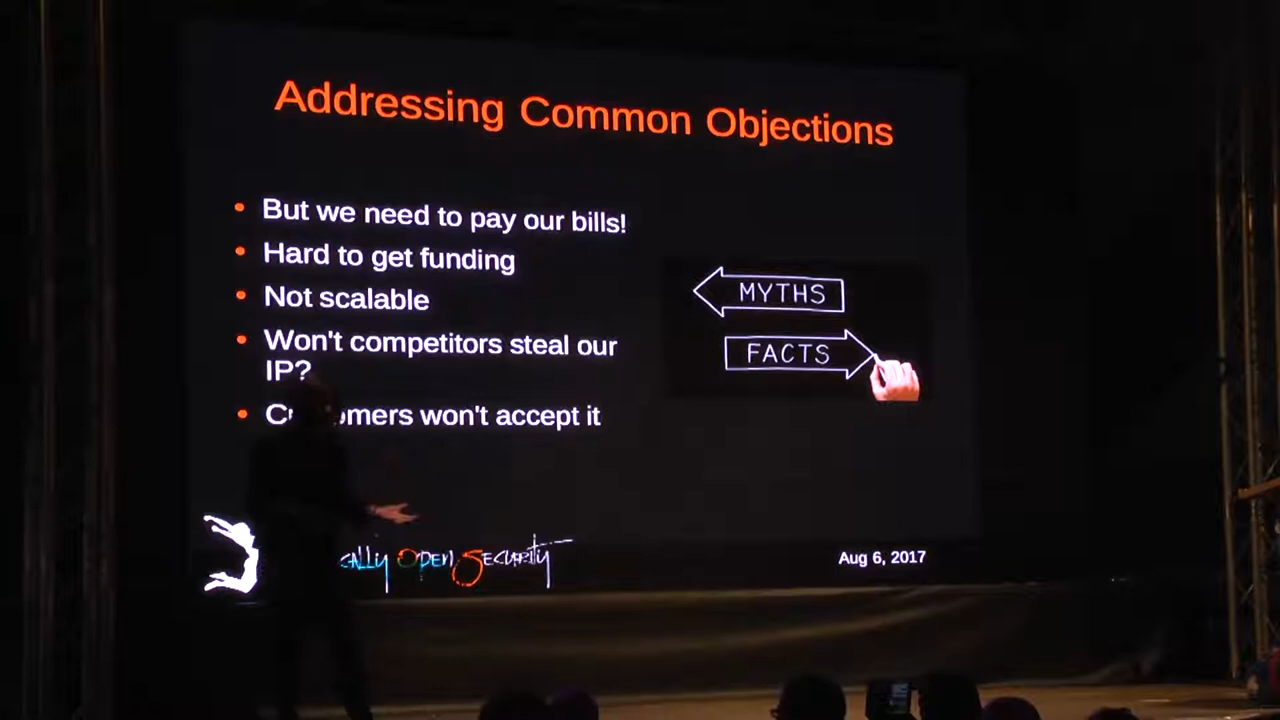 Addressing Common Objections
But we need to pay our bills!
Hard to get funding
Not scalable
Won't competitors steal our
IP?
won't accept it
MYTHS
FACTS
Open Security
Aug 6, 2017